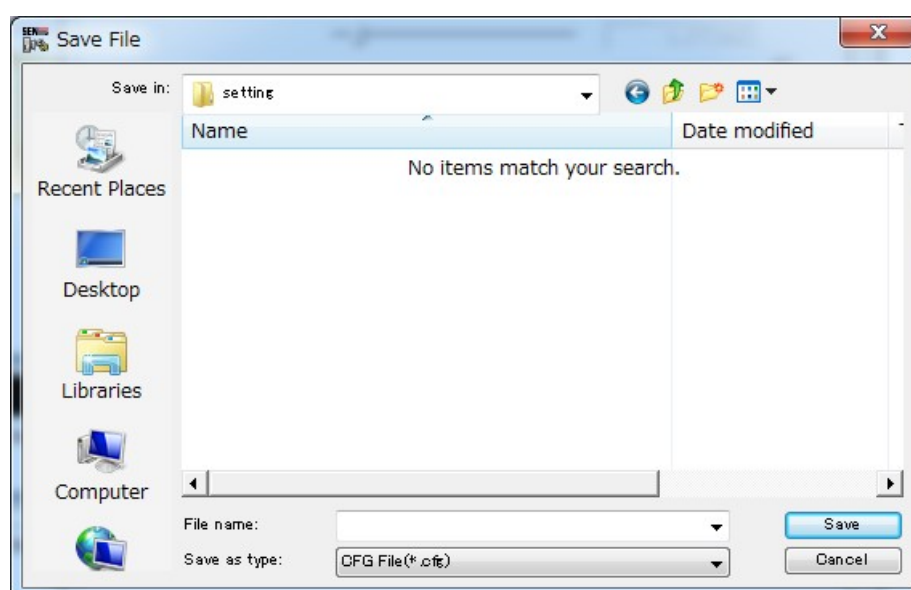 SEN
Save File
X
Save in:
setting
Name
Date modified
No items match your search.
Recent Places
Desktop
Libraries
Computer
File name:
Save
Save as type:
CFG File(*.cfg)
Cancel